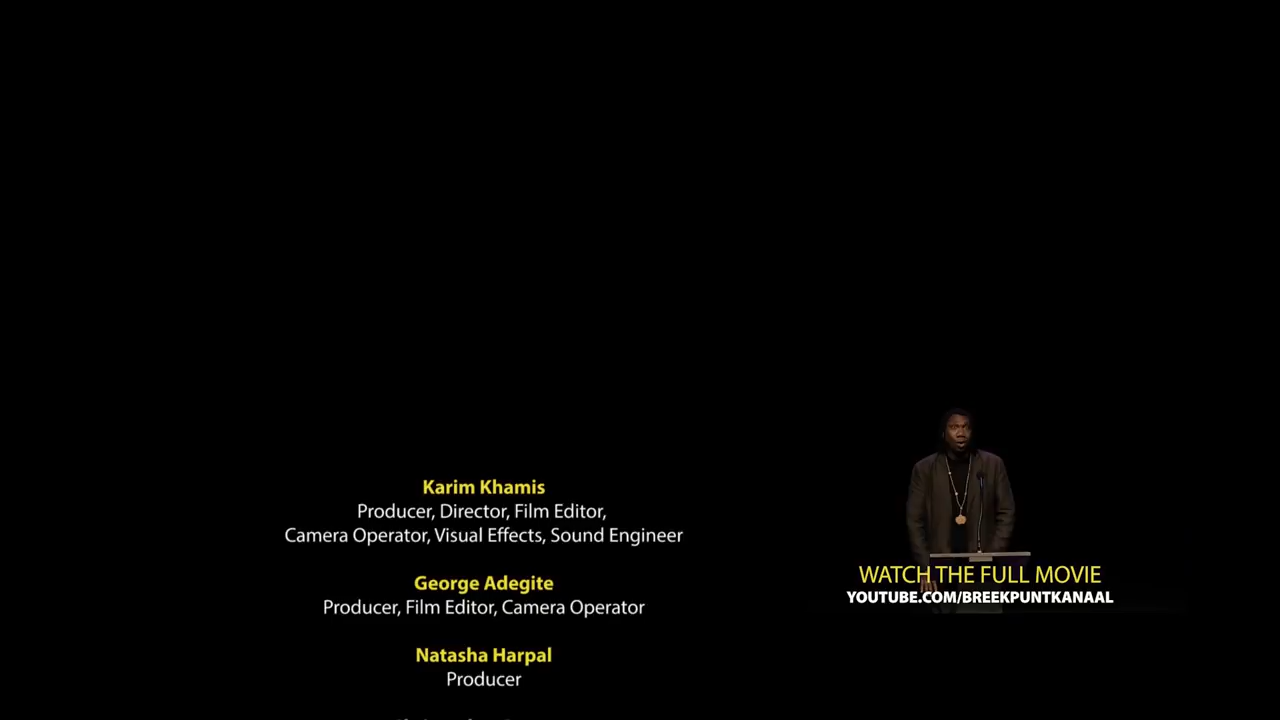 Karim Khamis
Producer, Director, Film Editor,
Camera Operator, Visual Effects, Sound Engineer
George Adegite
Producer, Film Editor, Camera Operator
Natasha Harpal
Producer
WATCH THE FULL MOVIE
YOUTUBE.COM/BREEKPUNTKANAAL